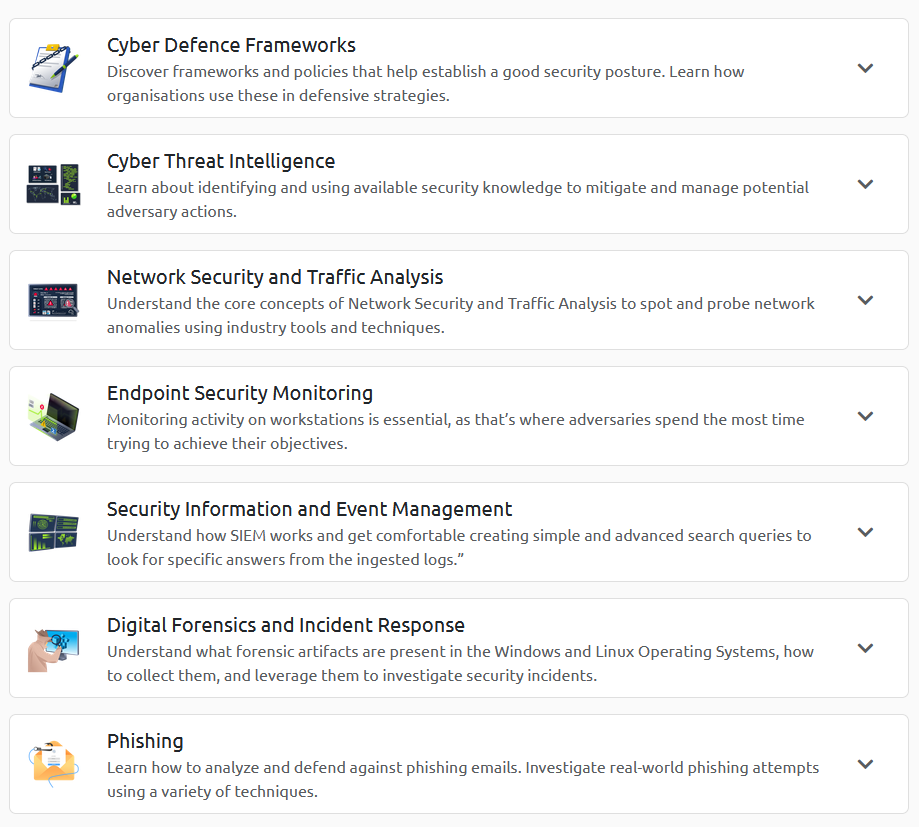 Cyber Defence Frameworks
Discover frameworks and policies that help establish a good security posture. Learn how
organisations use these in defensive strategies.
Cyber Threat Intelligence
Learn about identifying and using available security knowledge to mitigate and manage potential
adversary actions.
Network Security and Traffic Analysis
Understand the core concepts of Network Security and Traffic Analysis to spot and probe network
anomalies using industry tools and techniques.
Endpoint Security Monitoring
Monitoring activity on workstations is essential, as that’s where adversaries spend the most time
trying to achieve their objectives.
Security Information and Event Management
Understand how SIEM works and get comfortable creating simple and advanced search queries to
look for specific answers from the ingested logs.”
Digital Forensics and Incident Response
Understand what forensic artifacts are present in the Windows and Linux Operating Systems, how
to collect them, and leverage them to investigate security incidents.
Phishing
Learn how to analyze and defend against phishing emails. Investigate real-world phishing attempts
using a variety of techniques.